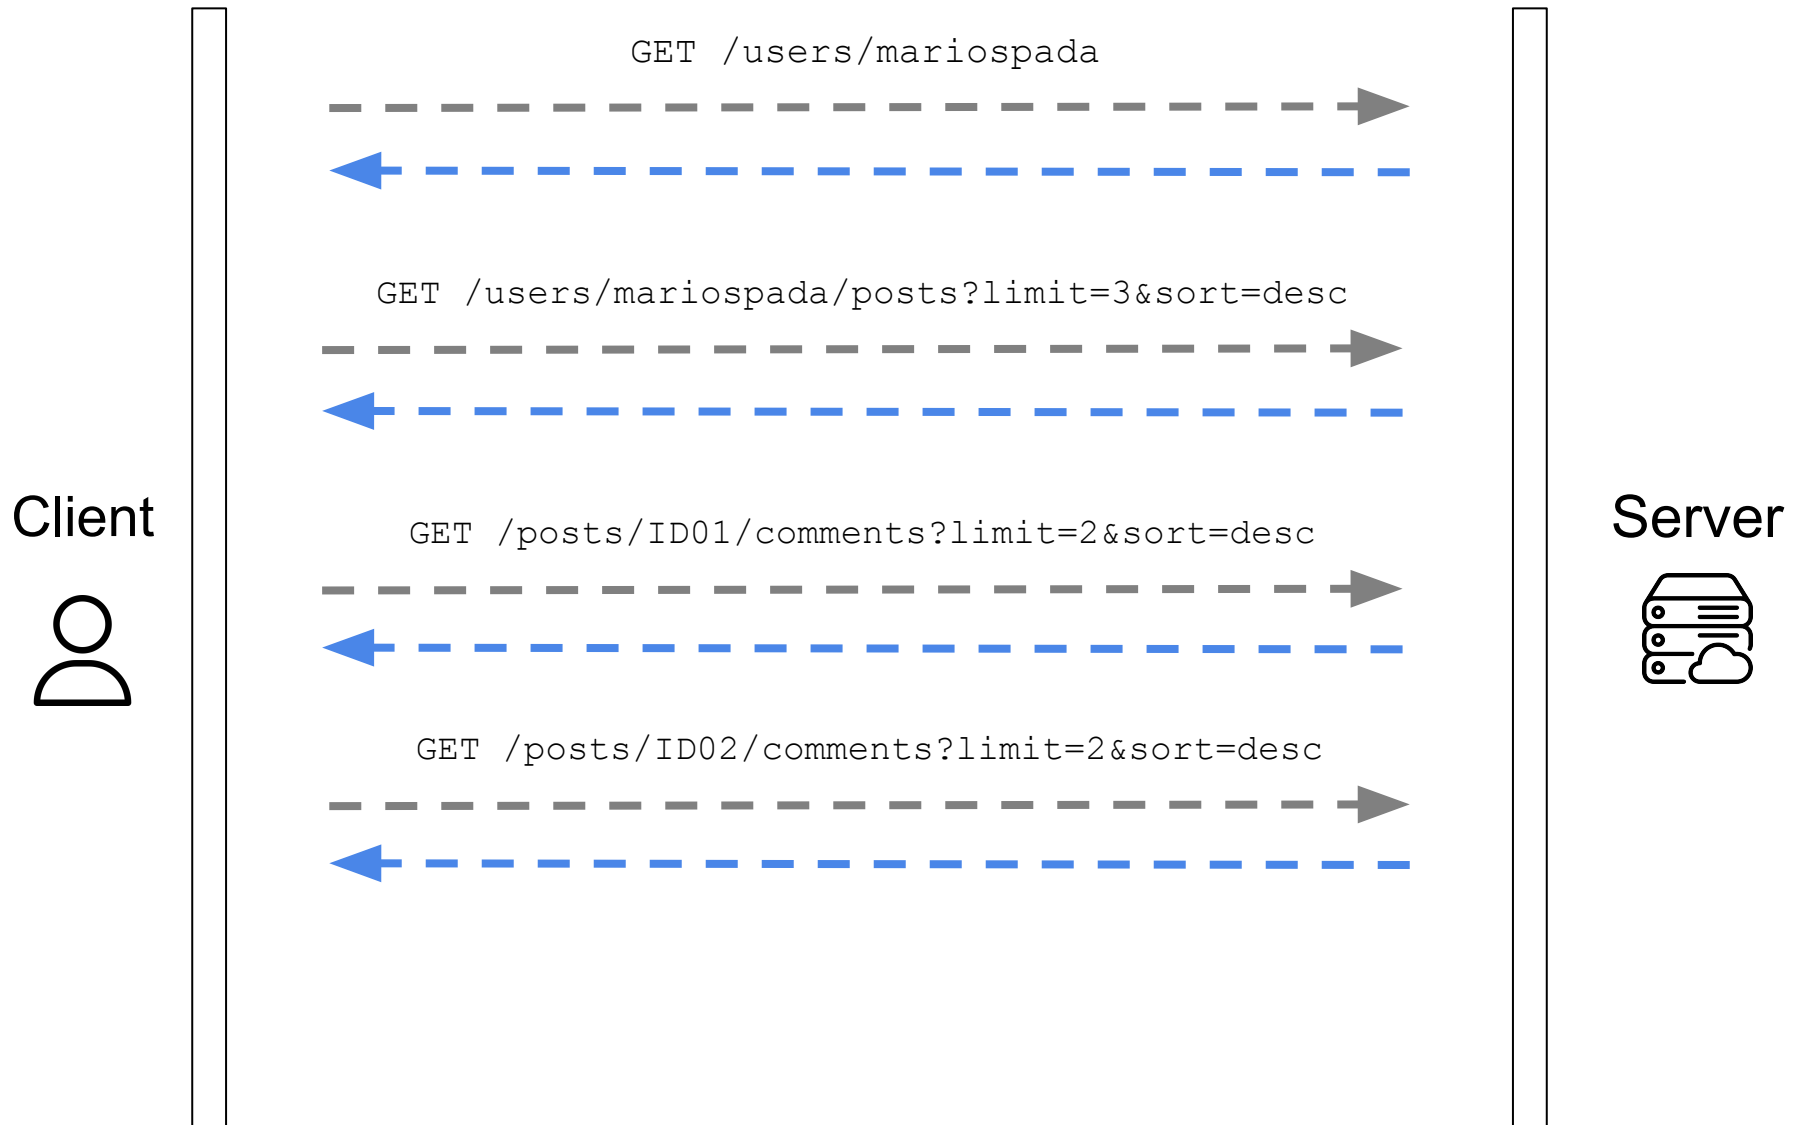 GET /users/mariospada
GET /users/mariospada/posts?limit=3&sort=desc
Client
GET /posts/ID01/comments?limit=2&sort=desc
Server
GET /posts/ID02/comments?limit=2&sort=desc